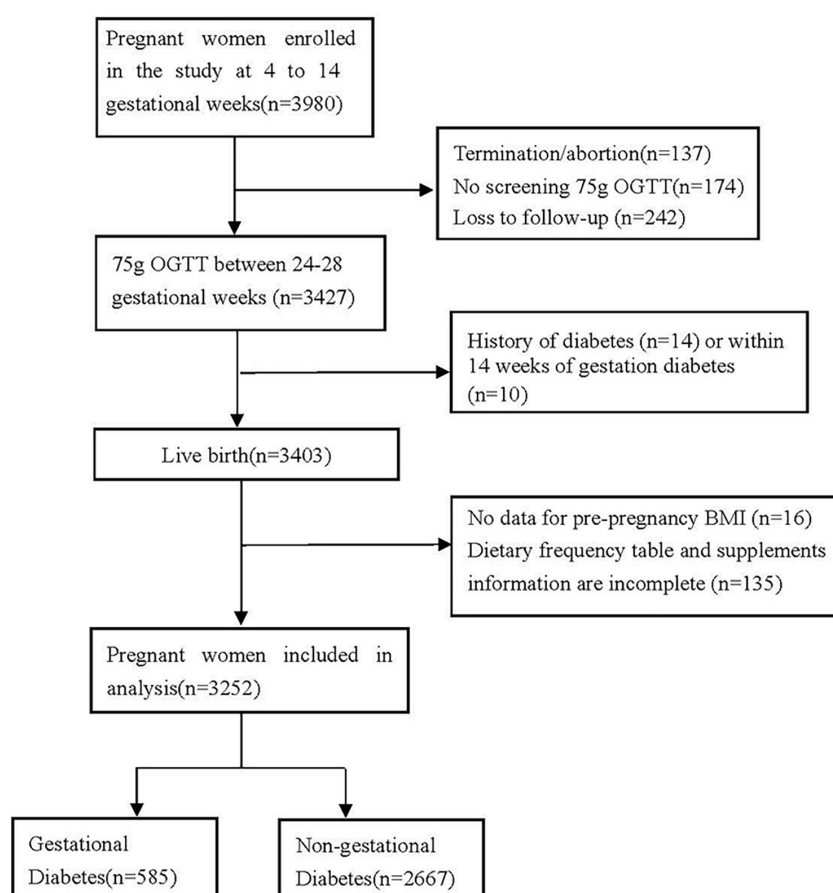 Pregnant women enrolled
in the study at 4 to 14
gestational weeks(n=3980)
Termination/abortion(n=137)
No screening 75g OGTT(n=174)
Loss to follow-up (n=242)
75g OGTT between 24-28
gestational weeks (n=3427)
History of diabetes (n=14) or within
14 weeks of gestation diabetes
(n=10)
Live birth(n=3403)
No data for pre-pregnancy BMI (n=16)
Dietary frequency table and supplements
information are incomplete (n=135)
Pregnant women included in
analysis(n=3252)
Gestational
Diabetes(n=585)
Non-gestational
Diabetes(n=2667)